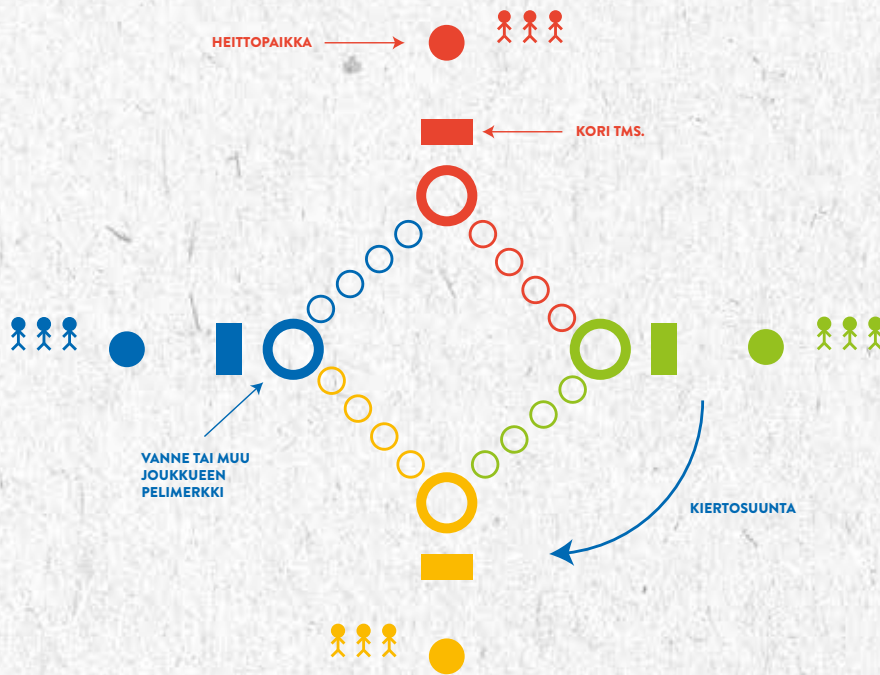 HEITTOPAIKKA
KORI TMS.
VANNE TAI MUU
JOUKKUEEN
PELIMERKKI
KIERTOSUUNTA